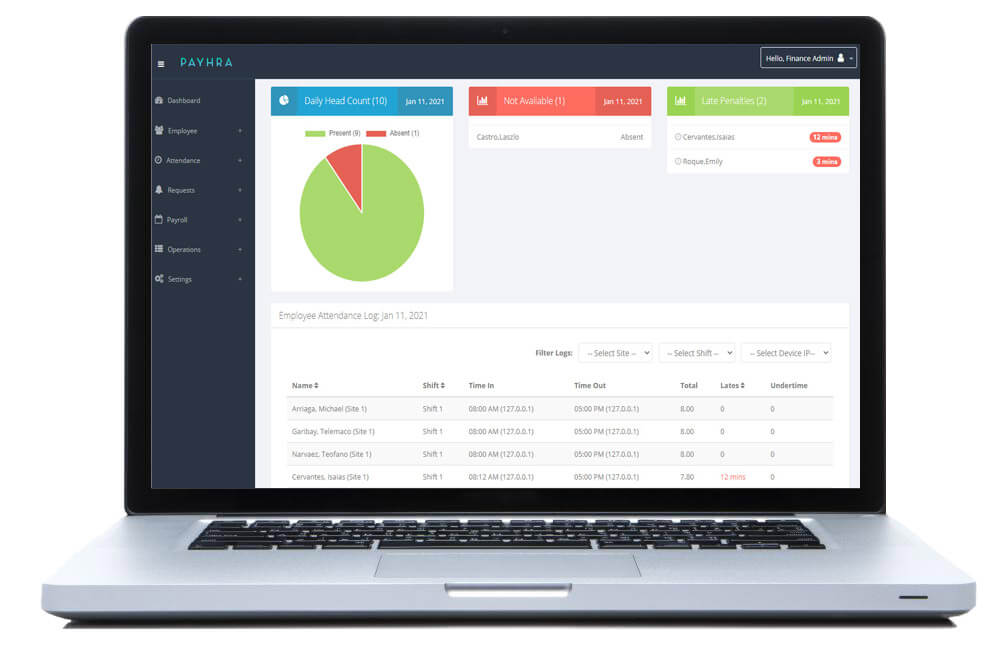 PAYHRA
Hello, Finance Admin
Dashboard
Employee +
Attendance +
Requests +
Payroll +
Operations +
Settings +
Daily Head Count (10) Jan 11, 2021
Present (9) Absent (1)
Not Available (1) Jan 11, 2021
Castro,Laszlo Absent
Late Penalties (2) Jan 11, 2021
Cervantes,Isaias 12 mins
Roque,Emily 3 mins
Employee Attendance Log: Jan 11, 2021
Filter Logs: -- Select Site -- -- Select Shift -- -- Select Device IP--
Name Shift Time In Time Out Total Lates Undertime
Arriaga, Michael (Site 1) Shift 1 08:00 AM (127.0.0.1) 05:00 PM (127.0.0.1) 8.00 0 0
Garibay, Telemaco (Site 1) Shift 1 08:00 AM (127.0.0.1) 05:00 PM (127.0.0.1) 8.00 0 0
Narvaez, Teofano (Site 1) Shift 1 08:00 AM (127.0.0.1) 05:00 PM (127.0.0.1) 8.00 0 0
Cervantes, Isaias (Site 1) Shift 1 08:12 AM (127.0.0.1) 05:00 PM (127.0.0.1) 7.80 12 mins 0